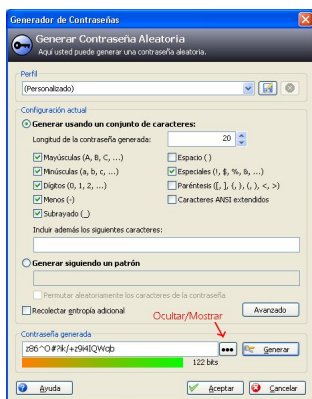 Generador de Contraseñas
Generar Contraseña Aleatoria
Aquí usted puede generar una contraseña aleatoria.
Perfil
(Personalizado)
Configuración actual
Generar usando un conjunto de caracteres:
Longitud de la contraseña generada: 20
Mayúsculas (A, B, C, ...) Espacio ( )
Minúsculas (a, b, c, ...) Especiales (!, $, %, &, ...)
Dígitos (0, 1, 2, ...) Paréntesis ([, ], {, }, (, ), <, >)
Menos (-) Caracteres ANSI extendidos
Subrayado (_)
Incluir además los siguientes caracteres:
Generar siguiendo un patrón
Permutar aleatoriamente los caracteres de la contraseña
Recolectar entropía adicional Avanzado
Ocultar/Mostrar
Contraseña generada
z86^O#?ik/+z9i4IQWqb Generar
122 bits
Ayuda Aceptar Cancelar